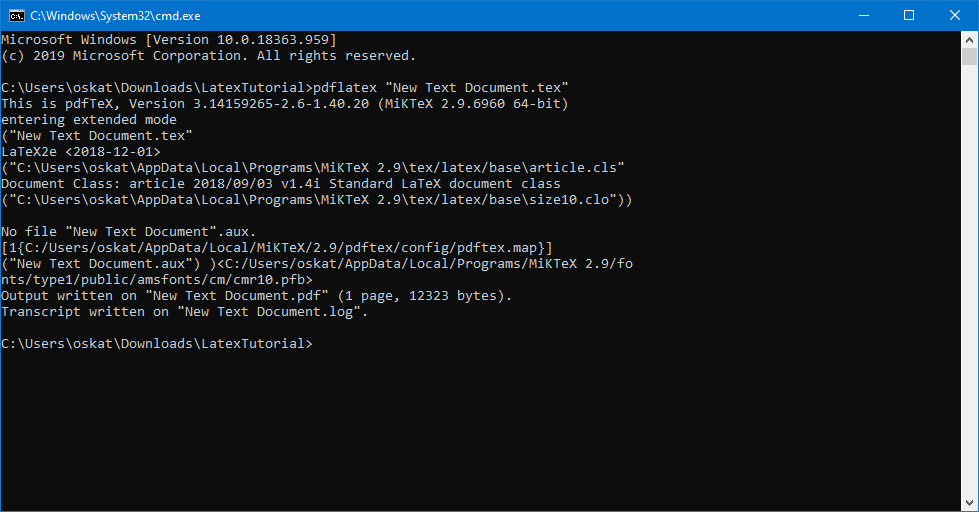 C:\Windows\System32\cmd.exe
Microsoft Windows [Version 10.0.18363.959]
(c) 2019 Microsoft Corporation. All rights reserved.
C:\Users\oskat\Downloads\LatexTutorial>pdflatex "New Text Document.tex"
This is pdfTeX, Version 3.14159265-2.6-1.40.20 (MiKTeX 2.9.6960 64-bit)
entering extended mode
("New Text Document.tex"
LaTeX2e <2018-12-01>
("C:\Users\oskat\AppData\Local\Programs\MiKTeX 2.9\tex/latex/base\article.cls"
Document Class: article 2018/09/03 v1.4i Standard LaTeX document class
("C:\Users\oskat\AppData\Local\Programs\MiKTeX 2.9\tex/latex/base\size10.clo"))
No file "New Text Document".aux.
[1{C:/Users/oskat/AppData/Local/MiKTeX/2.9/pdftex/config/pdftex.map}]
("New Text Document.aux") )<C:/Users/oskat/AppData/Local/Programs/MiKTeX 2.9/fo
nts/type1/public/amsfonts/cm/cmr10.pfb>
Output written on "New Text Document.pdf" (1 page, 12323 bytes).
Transcript written on "New Text Document.log".
C:\Users\oskat\Downloads\LatexTutorial>